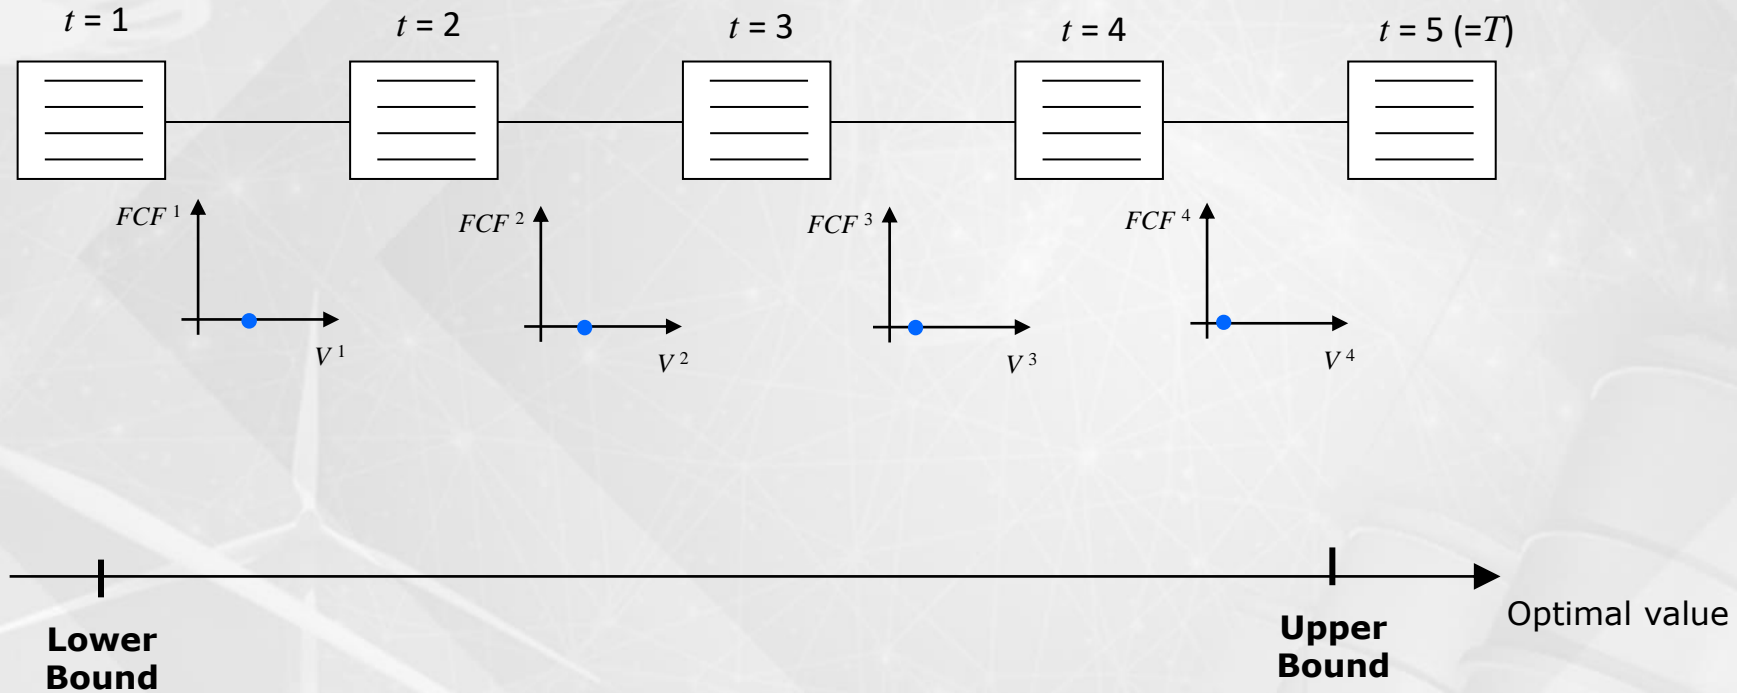 t = 1
t = 2
t = 3
t = 4
t = 5 (=T)
FCF 1
V 1
FCF 2
V 2
FCF 3
V 3
FCF 4
V 4
Lower
Bound
Upper
Bound
Optimal value